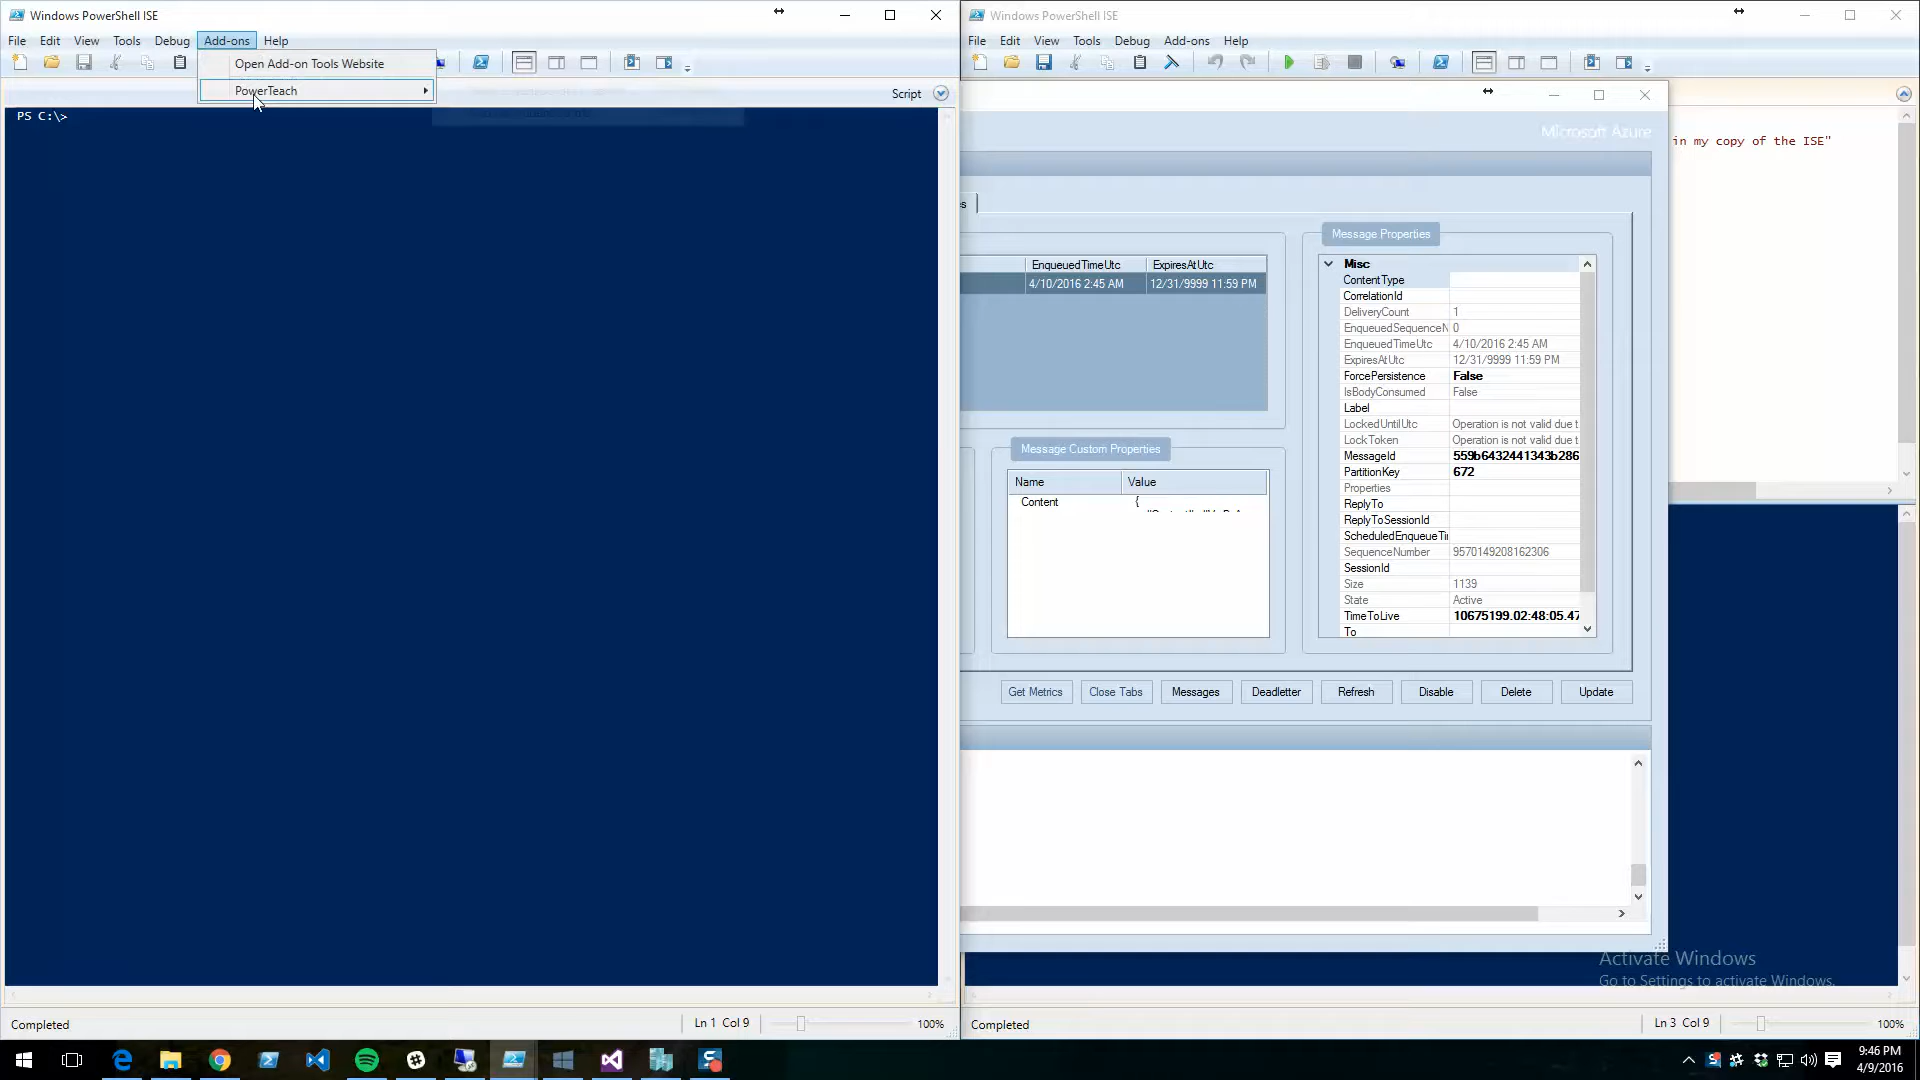 Windows PowerShell ISE
File Edit View Tools Debug Add-ons Help
Open Add-on Tools Website
PowerTeach
Script
PS C:\>
Completed
Ln 1 Col 9
100%
Windows PowerShell ISE
File Edit View Tools Debug Add-ons Help
in my copy of the ISE"
Microsoft Azure
EnqueuedTimeUtc ExpiresAtUtc
4/10/2016 2:45 AM 12/31/9999 11:59 PM
Message Custom Properties
Name Value
Content {
Message Properties
Misc
ContentType
CorrelationId
DeliveryCount 1
EnqueuedSequenceN 0
EnqueuedTimeUtc 4/10/2016 2:45 AM
ExpiresAtUtc 12/31/9999 11:59 PM
ForcePersistence False
IsBodyConsumed False
Label
LockedUntilUtc Operation is not valid due t
LockToken Operation is not valid due t
MessageId 559b6432441343b286
PartitionKey 672
Properties
ReplyTo
ReplyToSessionId
ScheduledEnqueueTi
SequenceNumber 9570149208162306
SessionId
Size 1139
State Active
TimeToLive 10675199.02:48:05.47
To
Get Metrics Close Tabs Messages Deadletter Refresh Disable Delete Update
Activate Windows
Go to Settings to activate Windows.
Completed
Ln 3 Col 9
100%
9:46 PM
4/9/2016